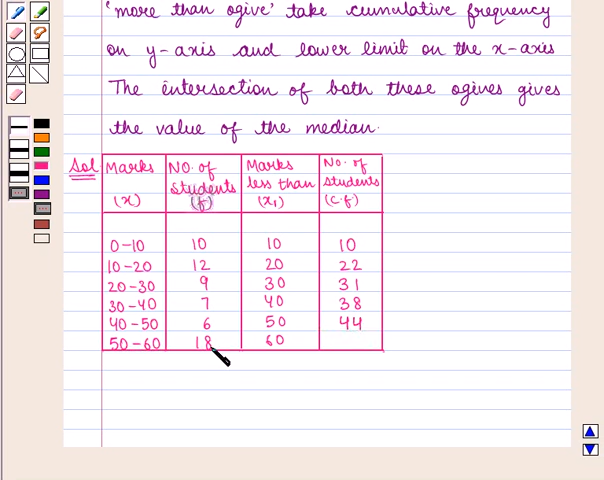 'more than ogive' take cumulative frequency
on y-axis and lower limit on the x-axis
The intersection of both these ogives gives
the value of the median.
Sol Marks (x) No. of students (f) Marks less than (x₁) No. of students (c.f)
0-10 10 10 10
10-20 12 20 22
20-30 9 30 31
30-40 7 40 38
40-50 6 50 44
50-60 18 60